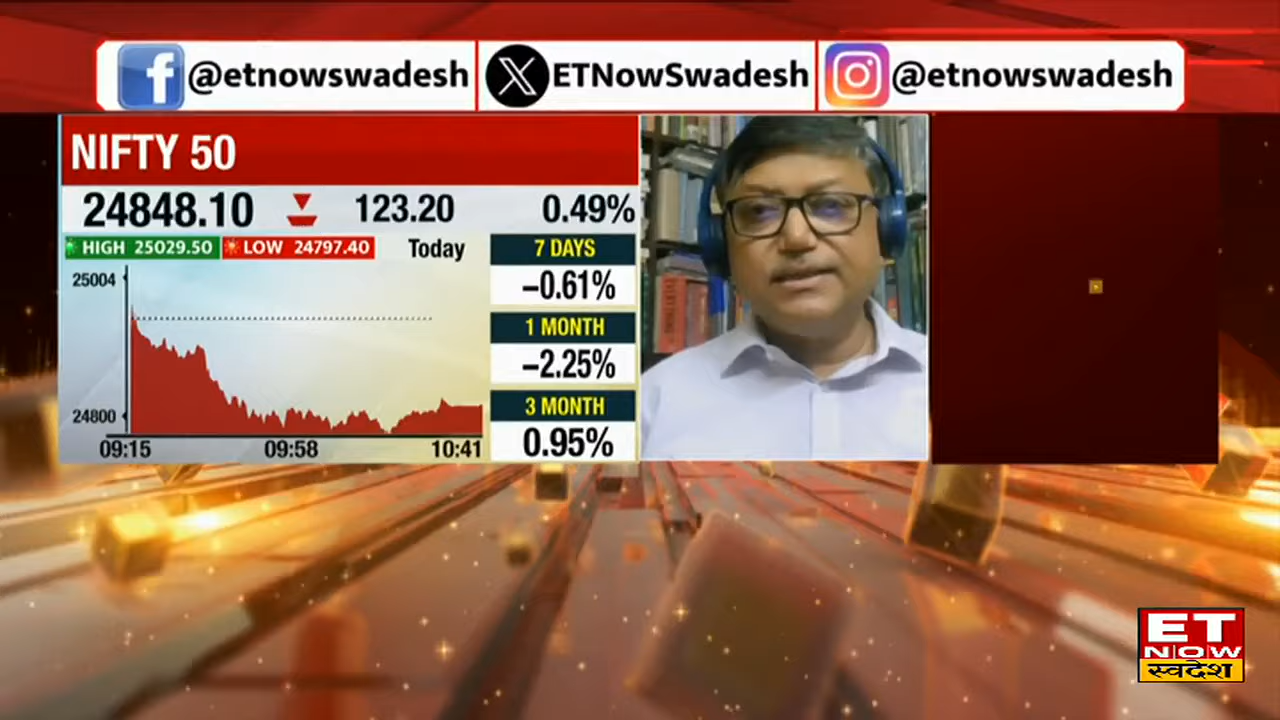 @etnowswadesh
ETNowSwadesh
@etnowswadesh
NIFTY 50
24848.10 123.20 0.49%
HIGH 25029.50 LOW 24797.40 Today
25004
24800
09:15 09:58 10:41
7 DAYS
–0.61%
1 MONTH
–2.25%
3 MONTH
0.95%
ET
NOW
स्वदेश